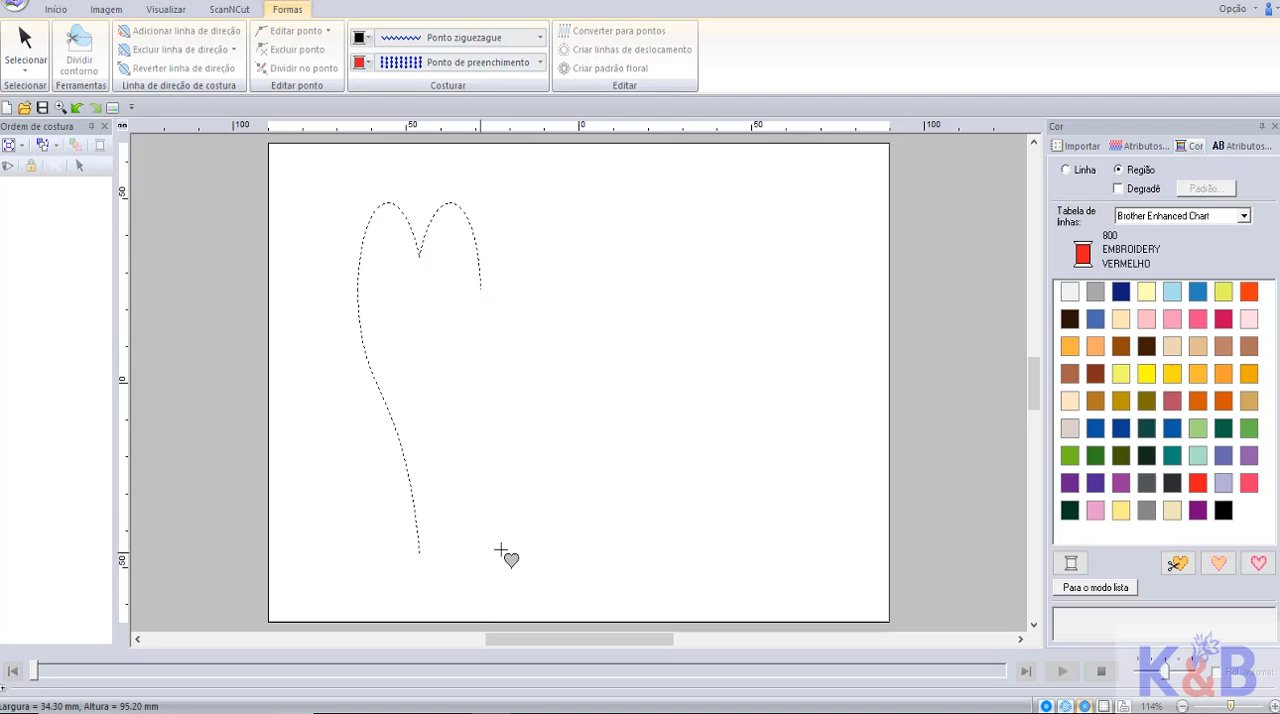 Início Imagem Visualizar ScanNCut Formas Opção
Selecionar
Selecionar
Dividir contorno
Ferramentas
Adicionar linha de direção
Excluir linha de direção
Reverter linha de direção
Linha de direção de costura
Editar ponto
Excluir ponto
Dividir no ponto
Editar ponto
Ponto ziguezague
Ponto de preenchimento
Costurar
Converter para pontos
Criar linhas de deslocamento
Criar padrão floral
Editar
Ordem de costura
100 50 0 50 100
50
0
50
Cor
Importar Atributos... Cor AB Atributos...
Linha Região
Degradê Padrão...
Tabela de linhas: Brother Enhanced Chart
800
EMBROIDERY
VERMELHO
Para o modo lista
K&B
Largura = 34.30 mm, Altura = 95.20 mm
114%